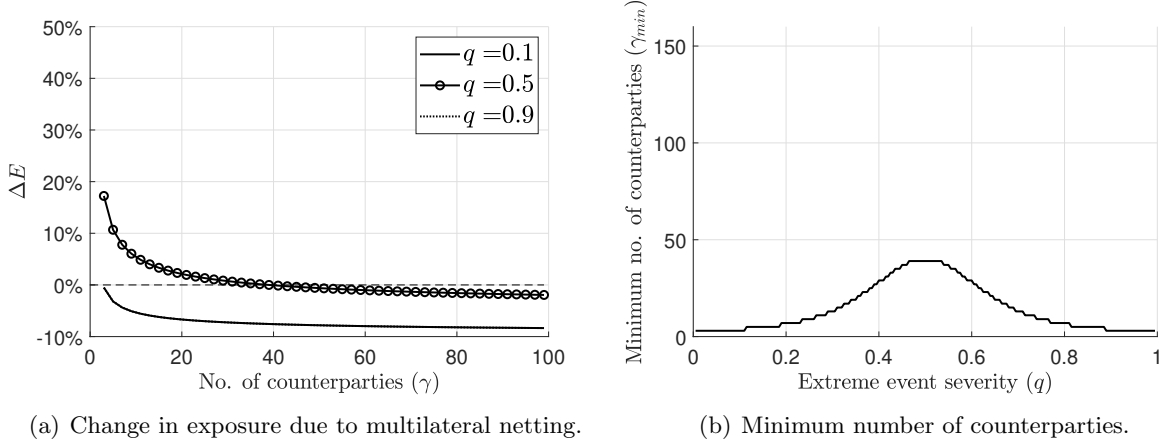 50%
40%
30%
20%
10%
0%
-10%
ΔE
0 20 40 60 80 100
No. of counterparties (γ)
q =0.1
q =0.5
q =0.9
(a) Change in exposure due to multilateral netting.
150
100
50
0
Minimum no. of counterparties (γmin)
0 0.2 0.4 0.6 0.8 1
Extreme event severity (q)
(b) Minimum number of counterparties.